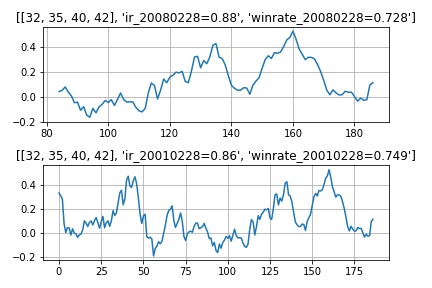 [[32, 35, 40, 42], 'ir_20080228=0.88', 'winrate_20080228=0.728']
0.4
0.2
0.0
−0.2
80 100 120 140 160 180
[[32, 35, 40, 42], 'ir_20010228=0.86', 'winrate_20010228=0.749']
0.4
0.2
0.0
−0.2
0 25 50 75 100 125 150 175